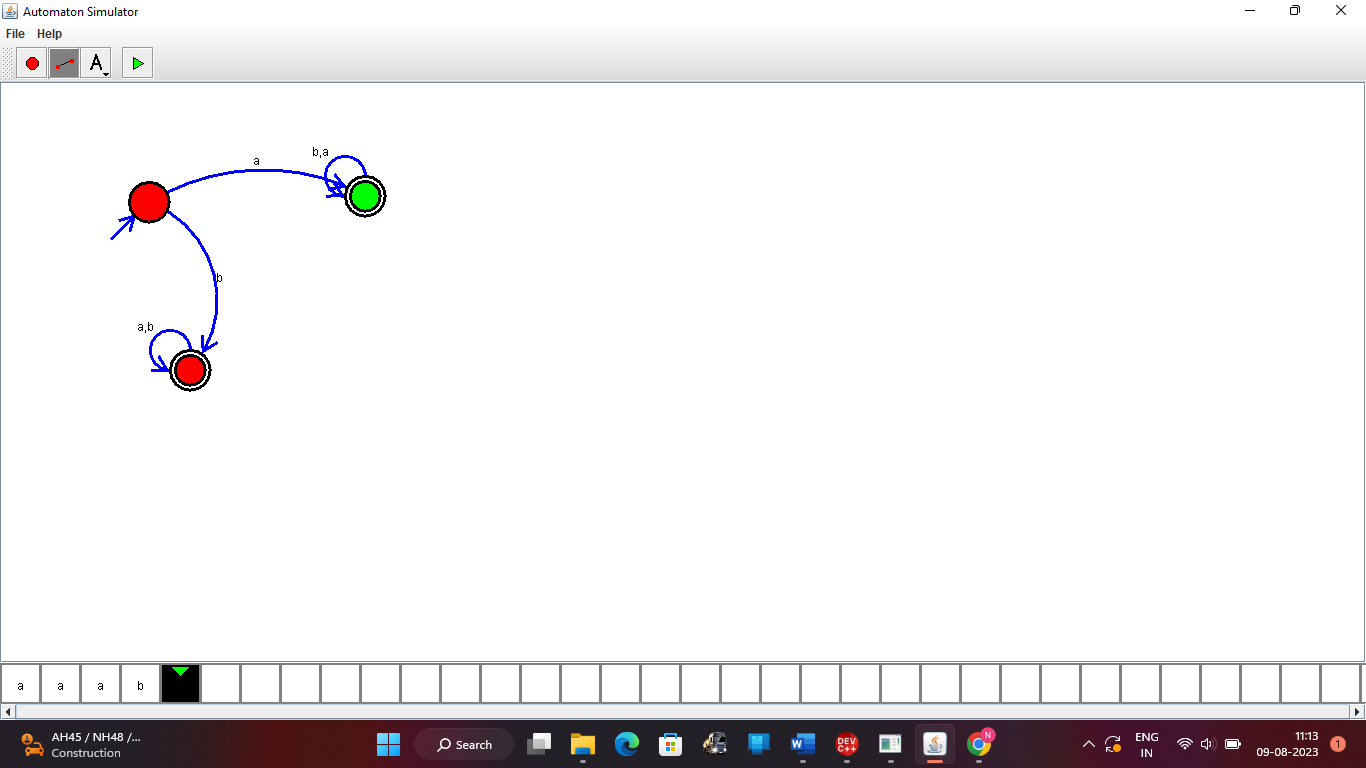 Automaton Simulator
File Help
A
a
b,a
b
a,b
a a a b
AH45 / NH48 /...
Construction
Search
W
DEV
C++
N
ENG
IN
11:13
09-08-2023
1